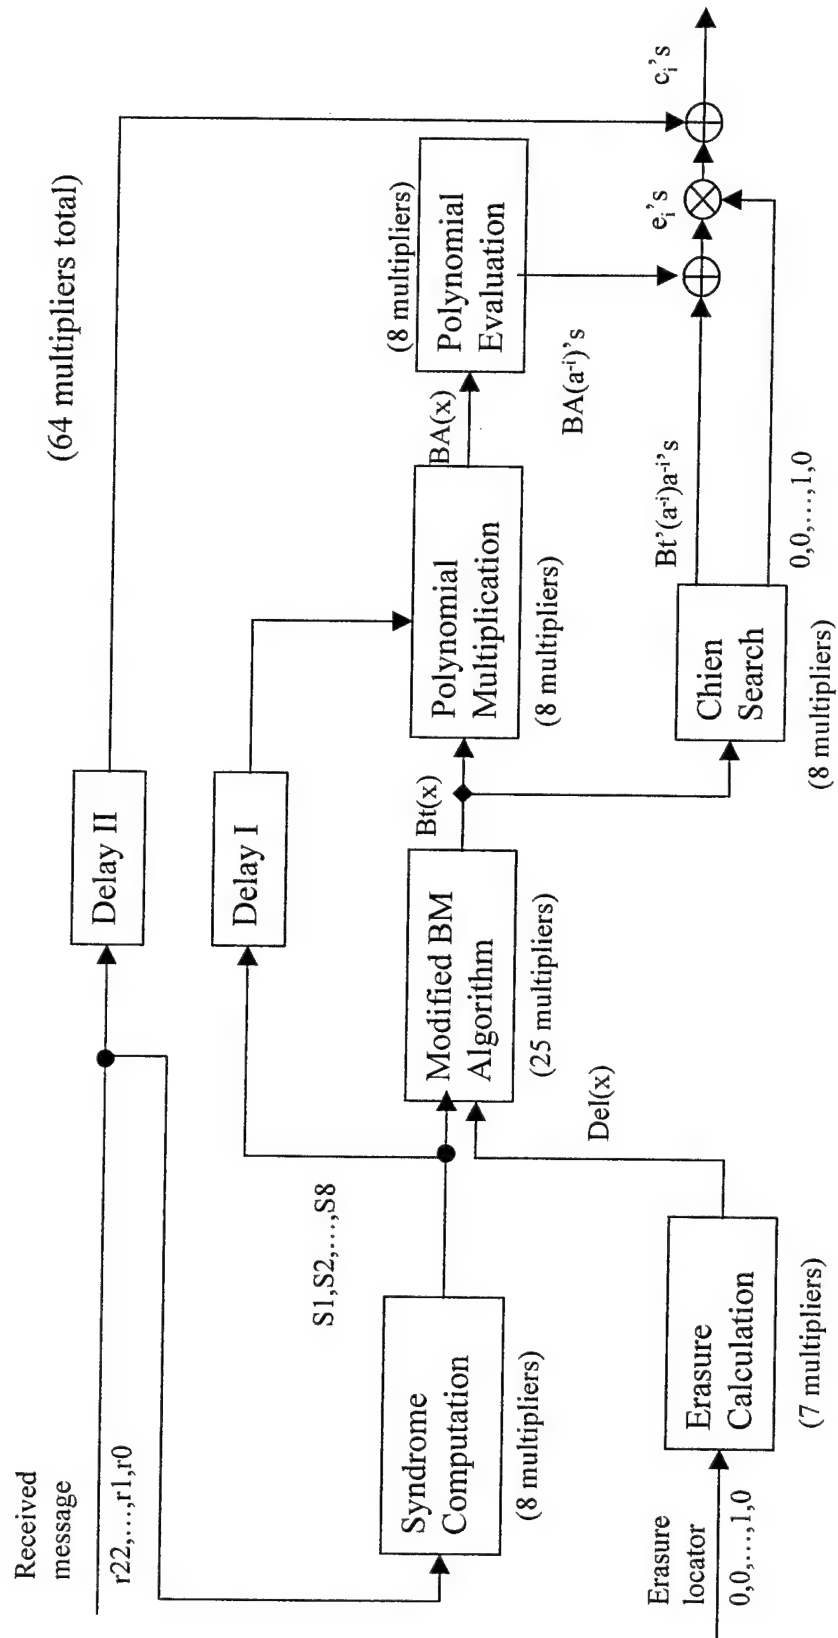 (64 multipliers total)
Received
message
r22,...,r1,r0
Delay II
Delay I
S1,S2,...,S8
Syndrome
Computation
(8 multipliers)
Modified BM
Algorithm
(25 multipliers)
Bt(x)
Polynomial
Multiplication
(8 multipliers)
BA(x)
(8 multipliers)
Polynomial
Evaluation
BA(a⁻ⁱ)'s
Erasure
locator
0,0,...,1,0
Erasure
Calculation
(7 multipliers)
Del(x)
Chien
Search
(8 multipliers)
Bt'(a⁻ⁱ)a⁻ⁱ's
0,0,...,1,0
eᵢ's
cᵢ's